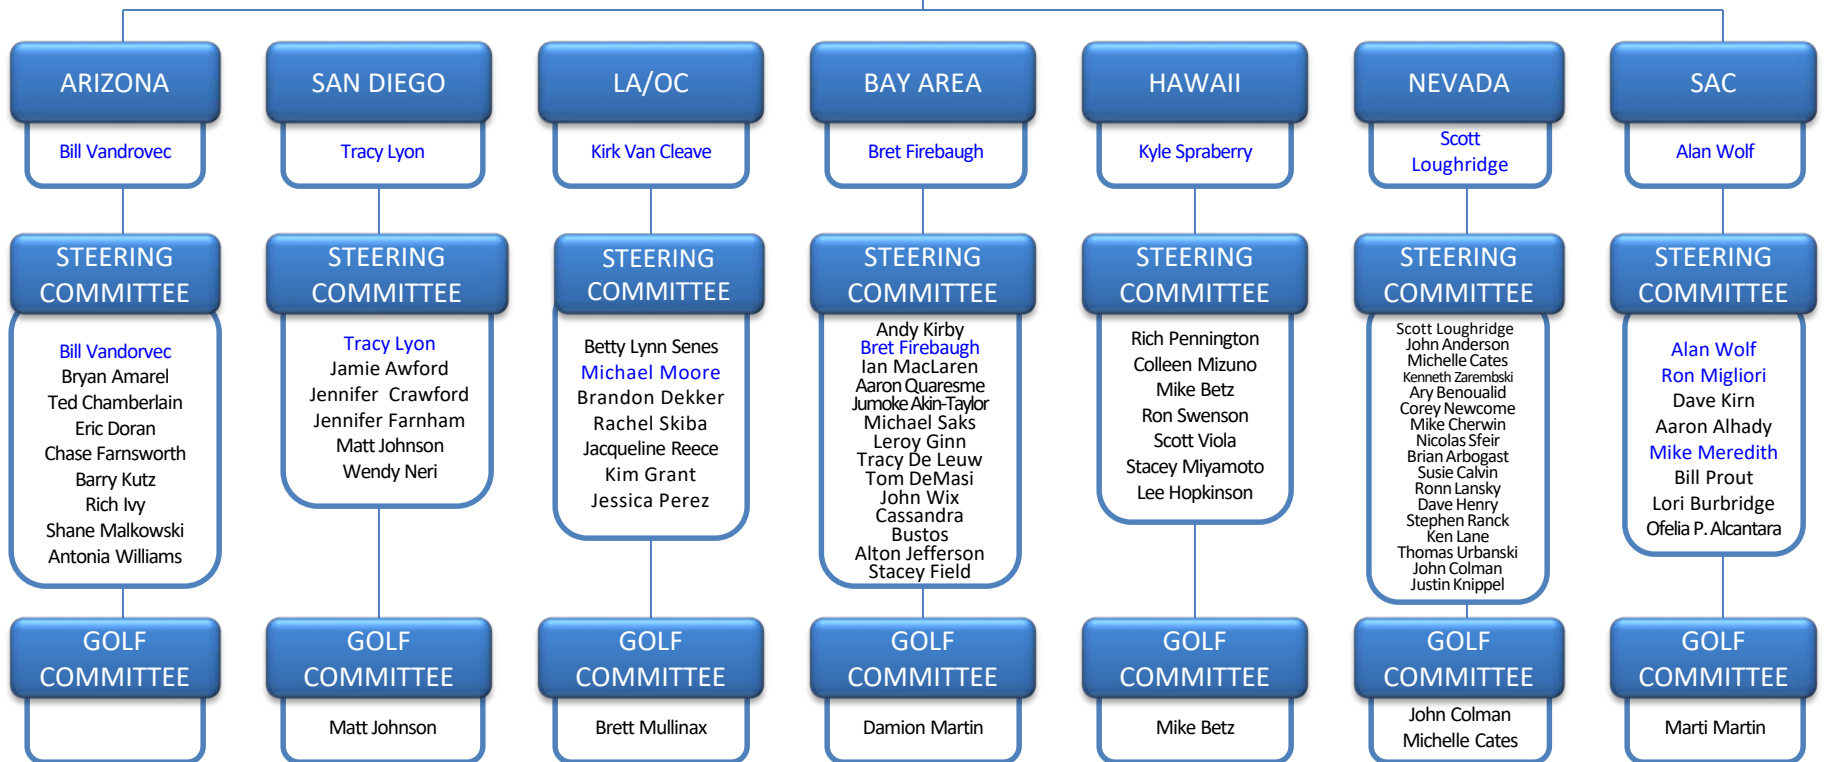 ARIZONA
Bill Vandrovec
STEERING
COMMITTEE
Bill Vandorvec
Bryan Amarel
Ted Chamberlain
Eric Doran
Chase Farnsworth
Barry Kutz
Rich Ivy
Shane Malkowski
Antonia Williams
GOLF
COMMITTEE
SAN DIEGO
Tracy Lyon
STEERING
COMMITTEE
Tracy Lyon
Jamie Awford
Jennifer Crawford
Jennifer Farnham
Matt Johnson
Wendy Neri
GOLF
COMMITTEE
Matt Johnson
LA/OC
Kirk Van Cleave
STEERING
COMMITTEE
Betty Lynn Senes
Michael Moore
Brandon Dekker
Rachel Skiba
Jacqueline Reece
Kim Grant
Jessica Perez
GOLF
COMMITTEE
Brett Mullinax
BAY AREA
Bret Firebaugh
STEERING
COMMITTEE
Andy Kirby
Bret Firebaugh
Ian MacLaren
Aaron Quaresme
Jumoke Akin-Taylor
Michael Saks
Leroy Ginn
Tracy De Leuw
Tom DeMasi
John Wix
Cassandra
Bustos
Alton Jefferson
Stacey Field
GOLF
COMMITTEE
Damion Martin
HAWAII
Kyle Spraberry
STEERING
COMMITTEE
Rich Pennington
Colleen Mizuno
Mike Betz
Ron Swenson
Scott Viola
Stacey Miyamoto
Lee Hopkinson
GOLF
COMMITTEE
Mike Betz
NEVADA
Scott
Loughridge
STEERING
COMMITTEE
Scott Loughridge
John Anderson
Michelle Cates
Kenneth Zarembski
Ary Benoualid
Corey Newcome
Mike Cherwin
Nicolas Sfeir
Brian Arbogast
Susie Calvin
Ronn Lansky
Dave Henry
Stephen Ranck
Ken Lane
Thomas Urbanski
John Colman
Justin Knippel
GOLF
COMMITTEE
John Colman
Michelle Cates
SAC
Alan Wolf
STEERING
COMMITTEE
Alan Wolf
Ron Migliori
Dave Kirn
Aaron Alhady
Mike Meredith
Bill Prout
Lori Burbridge
Ofelia P. Alcantara
GOLF
COMMITTEE
Marti Martin